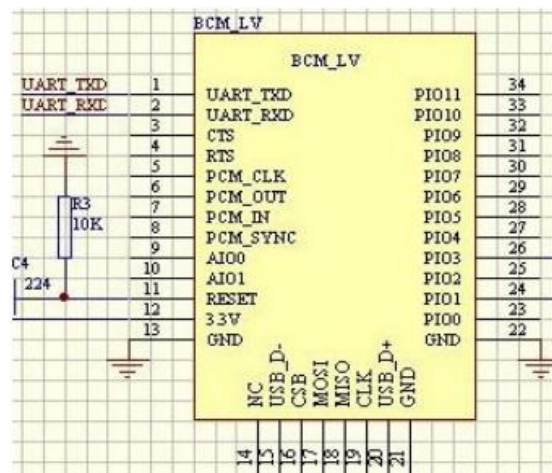 BCM_LV
BCM_LV
UART_TXD 1 UART_TXD PIO11 34
UART_RXD 2 UART_RXD PIO10 33
3 CTS PIO9 32
4 RTS PIO8 31
5 PCM_CLK PIO7 30
6 PCM_OUT PIO6 29
7 PCM_IN PIO5 28
8 PCM_SYNC PIO4 27
9 AIO0 PIO3 26
10 AIO1 PIO2 25
11 RESET PIO1 24
12 3.3V PIO0 23
13 GND GND 22
R3
10K
C4
224
NC USB_D- CSB MOSI MISO CLK USB_D+ GND
14 15 16 17 18 19 20 21